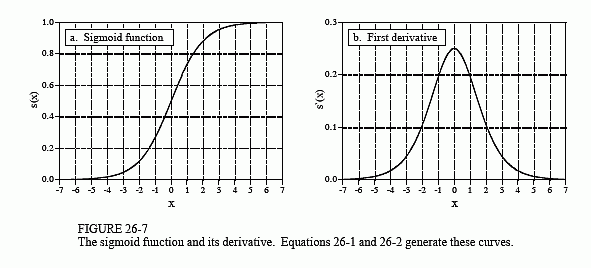 a. Sigmoid function
1.0
0.8
0.6
0.4
0.2
0.0
s(x)
-7 -6 -5 -4 -3 -2 -1 0 1 2 3 4 5 6 7
x
b. First derivative
0.3
0.2
0.1
0.0
s'(x)
-7 -6 -5 -4 -3 -2 -1 0 1 2 3 4 5 6 7
x
FIGURE 26-7
The sigmoid function and its derivative. Equations 26-1 and 26-2 generate these curves.